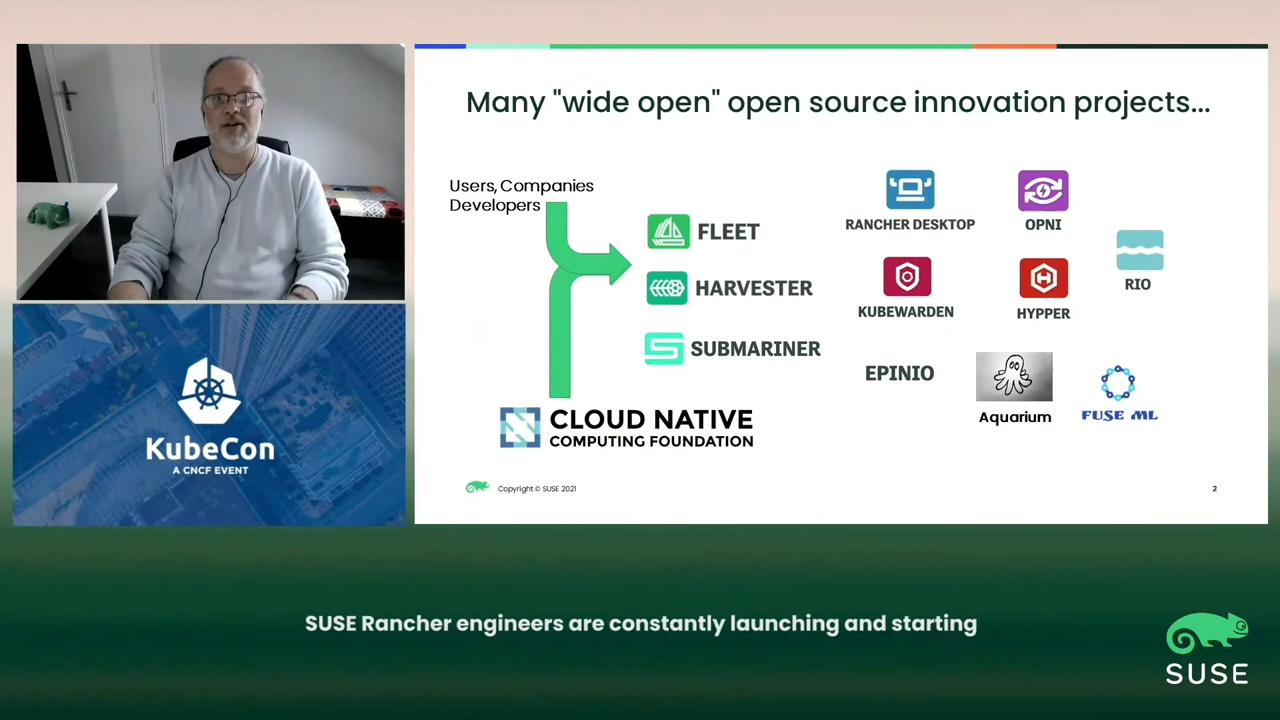 Many "wide open" open source innovation projects...
Users, Companies
Developers
FLEET
HARVESTER
SUBMARINER
CLOUD NATIVE
COMPUTING FOUNDATION
RANCHER DESKTOP
OPNI
RIO
KUBEWARDEN
HYPPER
EPINIO
Aquarium
FUSE ML
Copyright © SUSE 2021
2
KubeCon
A CNCF EVENT
SUSE Rancher engineers are constantly launching and starting
SUSE